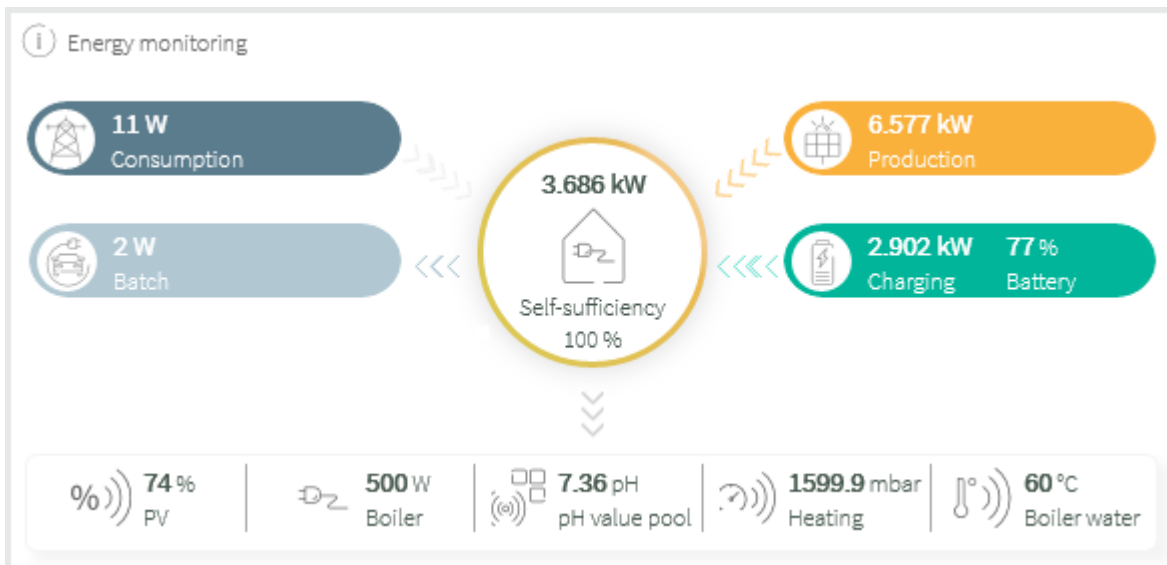 i Energy monitoring
11 W
Consumption
6.577 kW
Production
3.686 kW
Self-sufficiency
100 %
2 W
Batch
2.902 kW 77 %
Charging Battery
% 74 %
PV
500 W
Boiler
7.36 pH
pH value pool
1599.9 mbar
Heating
60 °C
Boiler water